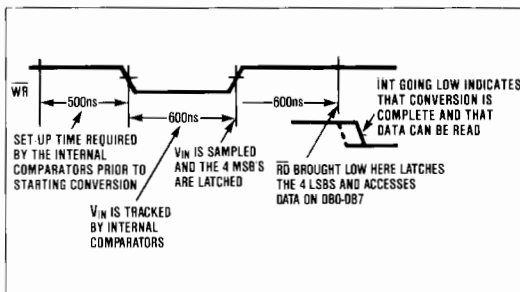 WR
500ns
600ns
600ns
INT GOING LOW INDICATES
THAT CONVERSION IS
COMPLETE AND THAT
DATA CAN BE READ
SET-UP TIME REQUIRED
BY THE INTERNAL
COMPARATORS PRIOR TO
STARTING CONVERSION
VIN IS SAMPLED
AND THE 4 MSB'S
ARE LATCHED
RD BROUGHT LOW HERE LATCHES
THE 4 LSBS AND ACCESSES
DATA ON DB0-DB7
VIN IS TRACKED
BY INTERNAL
COMPARATORS